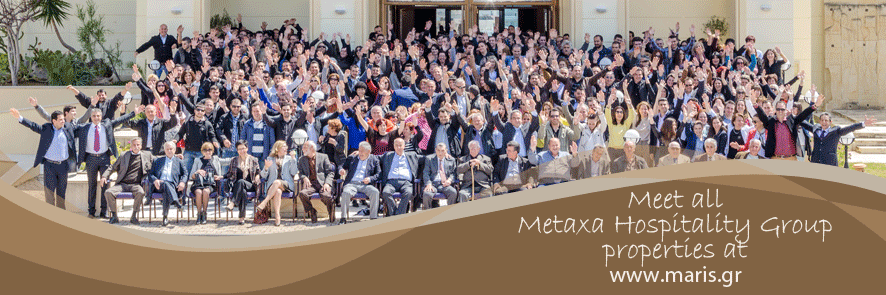 Meet all
Metaxa Hospitality Group
properties at
www.maris.gr